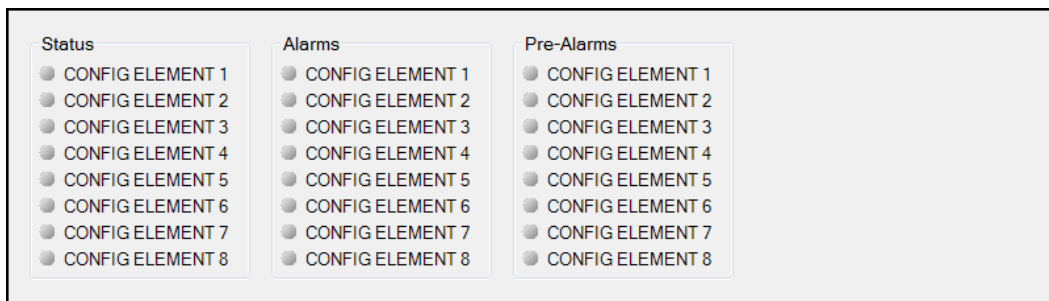 Status
CONFIG ELEMENT 1
CONFIG ELEMENT 2
CONFIG ELEMENT 3
CONFIG ELEMENT 4
CONFIG ELEMENT 5
CONFIG ELEMENT 6
CONFIG ELEMENT 7
CONFIG ELEMENT 8
Alarms
CONFIG ELEMENT 1
CONFIG ELEMENT 2
CONFIG ELEMENT 3
CONFIG ELEMENT 4
CONFIG ELEMENT 5
CONFIG ELEMENT 6
CONFIG ELEMENT 7
CONFIG ELEMENT 8
Pre-Alarms
CONFIG ELEMENT 1
CONFIG ELEMENT 2
CONFIG ELEMENT 3
CONFIG ELEMENT 4
CONFIG ELEMENT 5
CONFIG ELEMENT 6
CONFIG ELEMENT 7
CONFIG ELEMENT 8